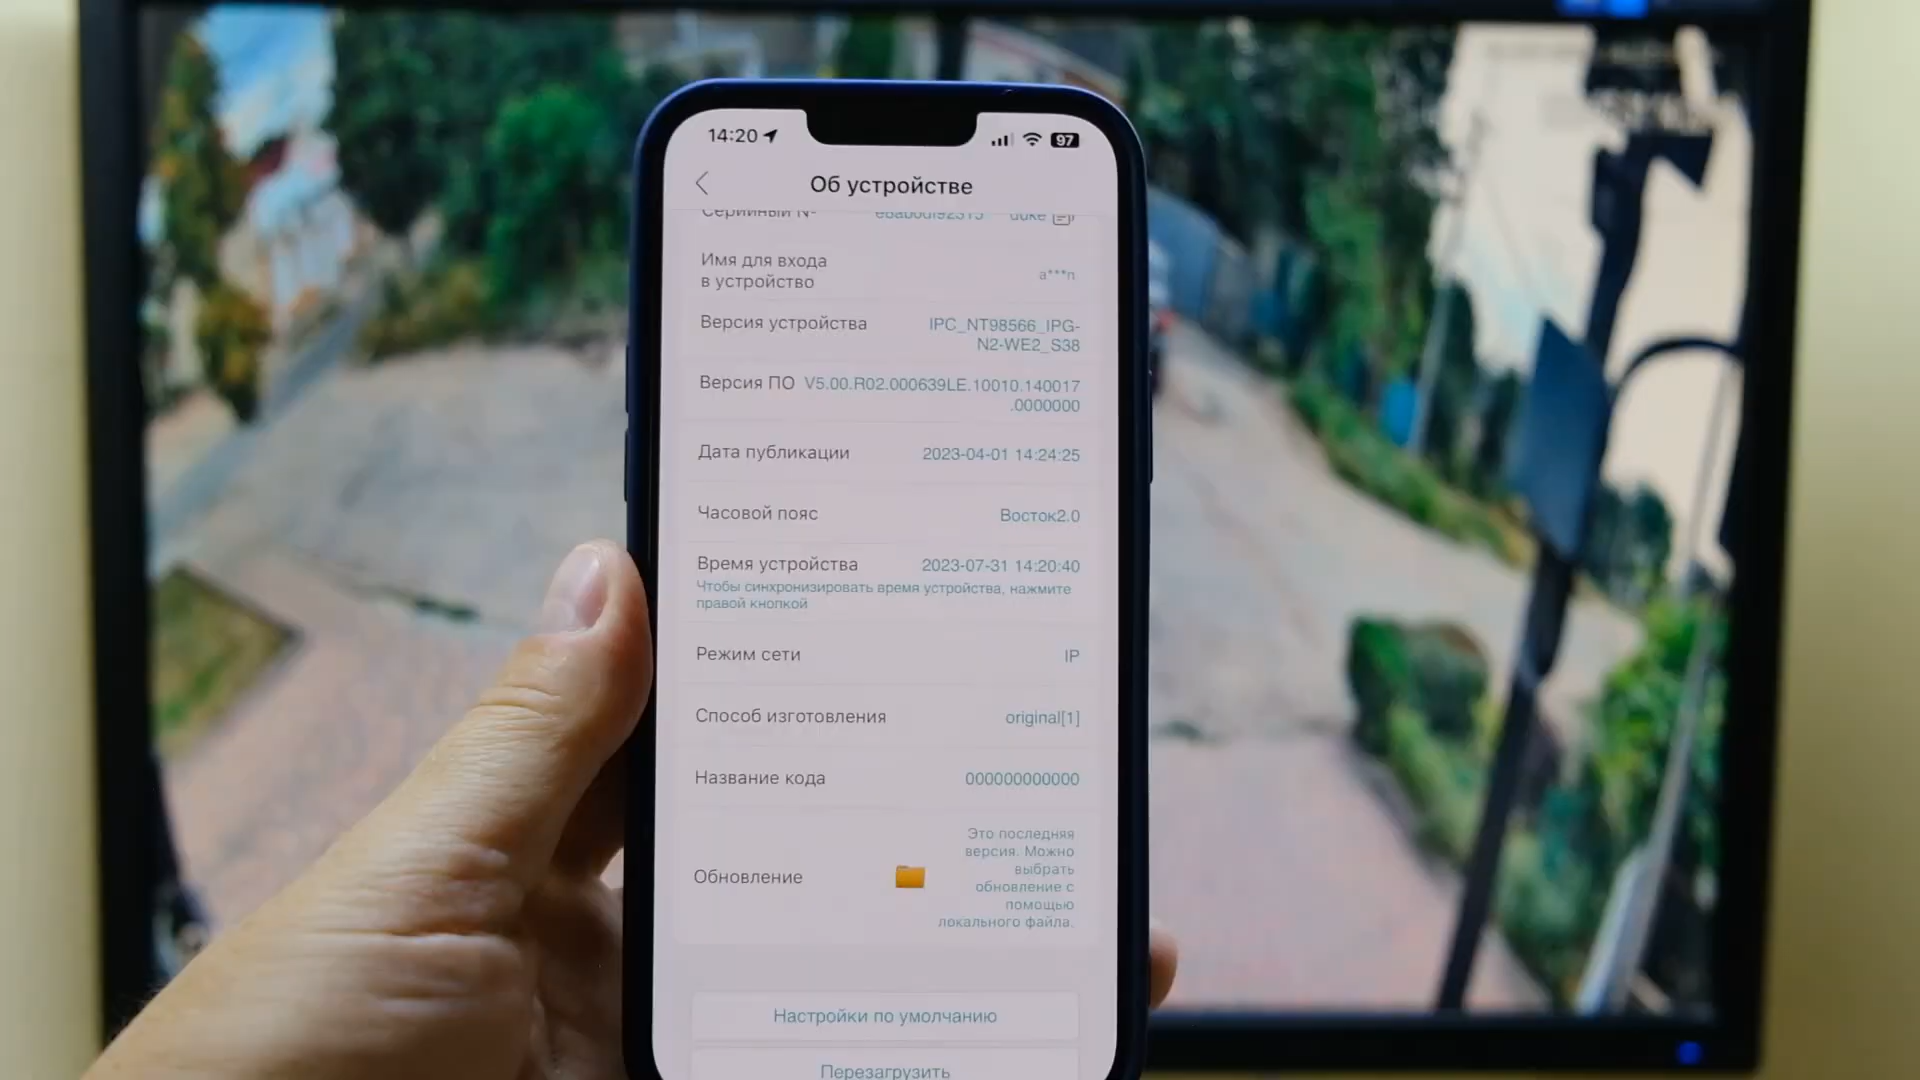 14:20
97
Об устройстве
Имя для входа
в устройство
a***n
Версия устройства
IPC_NT98566_IPG-
N2-WE2_S38
Версия ПО V5.00.R02.000639LE.10010.140017
.0000000
Дата публикации 2023-04-01 14:24:25
Часовой пояс Восток2.0
Время устройства 2023-07-31 14:20:40
Чтобы синхронизировать время устройства, нажмите
правой кнопкой
Режим сети IP
Способ изготовления original[1]
Название кода 000000000000
Обновление
Это последняя
версия. Можно
выбрать
обновление с
помощью
локального файла.
Настройки по умолчанию
Перезагрузить